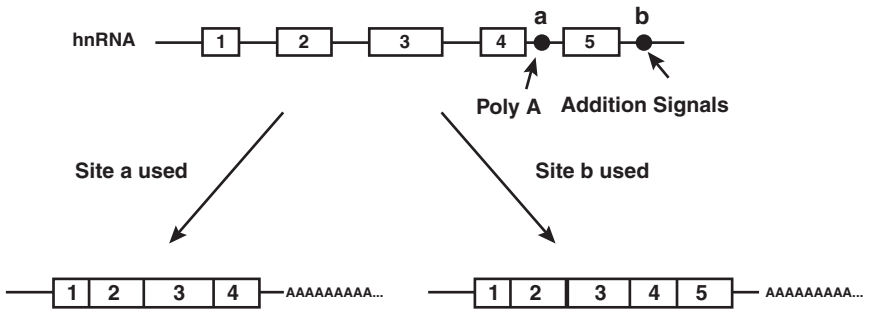 a b
hnRNA 1 2 3 4 5
Poly A Addition Signals
Site a used Site b used
1 2 3 4 AAAAAAAAA... 1 2 3 4 5 AAAAAAAAA...